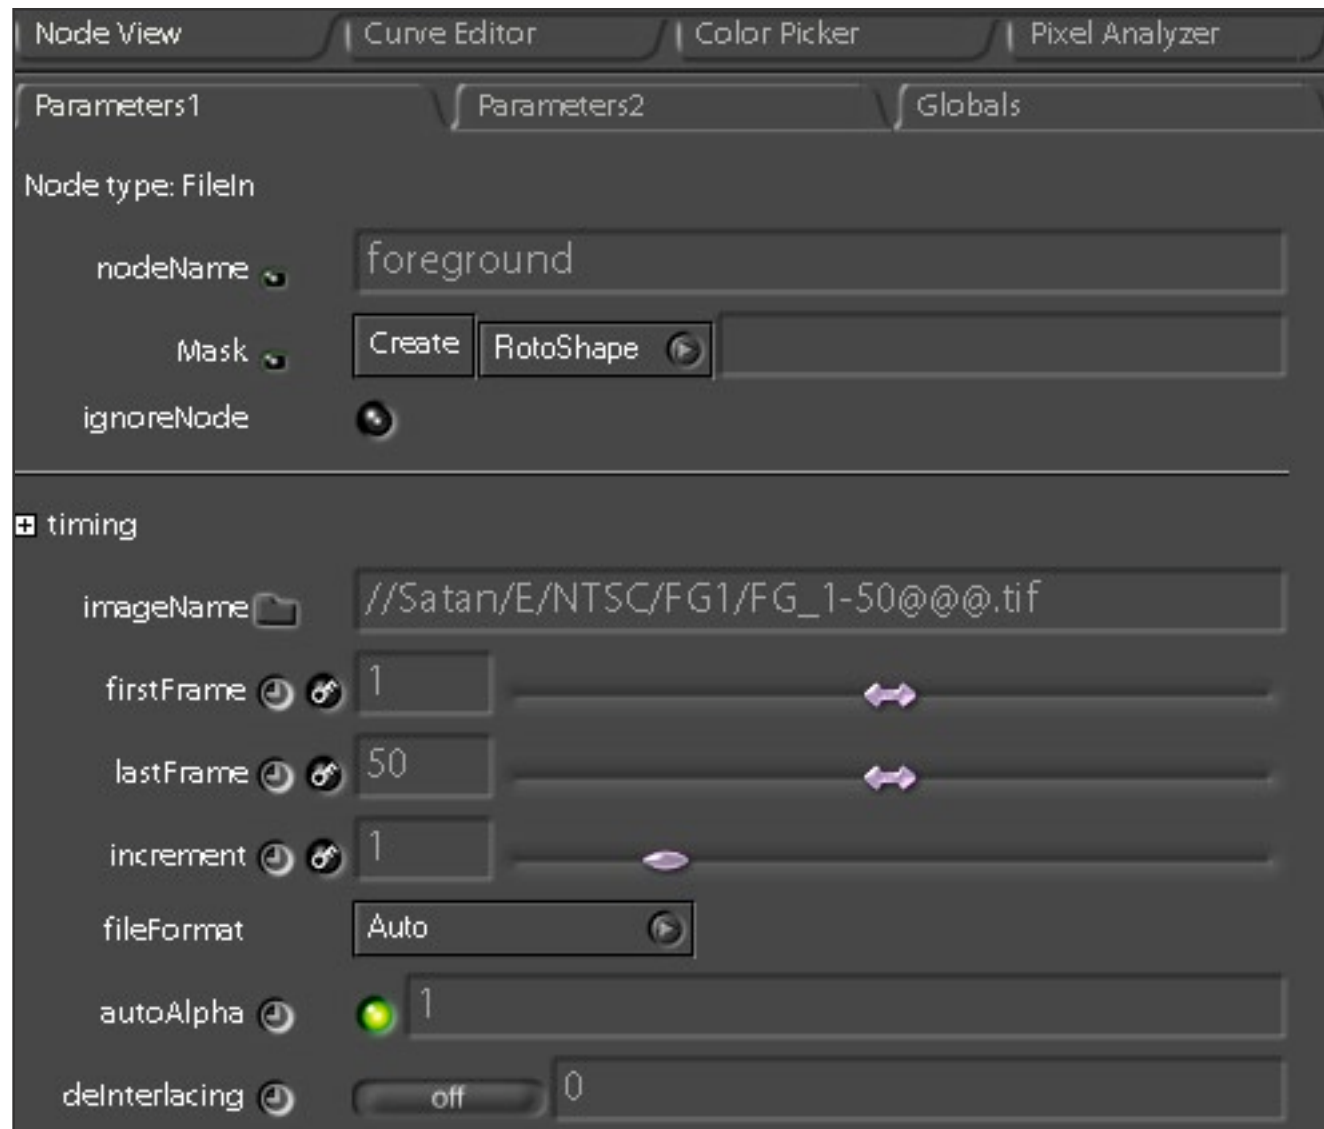 Node View Curve Editor Color Picker Pixel Analyzer
Parameters1 Parameters2 Globals
Node type: FileIn
nodeName foreground
Mask Create RotoShape
ignoreNode
timing
imageName //Satan/E/NTSC/FG1/FG_1-50@@@.tif
firstFrame 1
lastFrame 50
increment 1
fileFormat Auto
autoAlpha 1
deInterlacing off 0